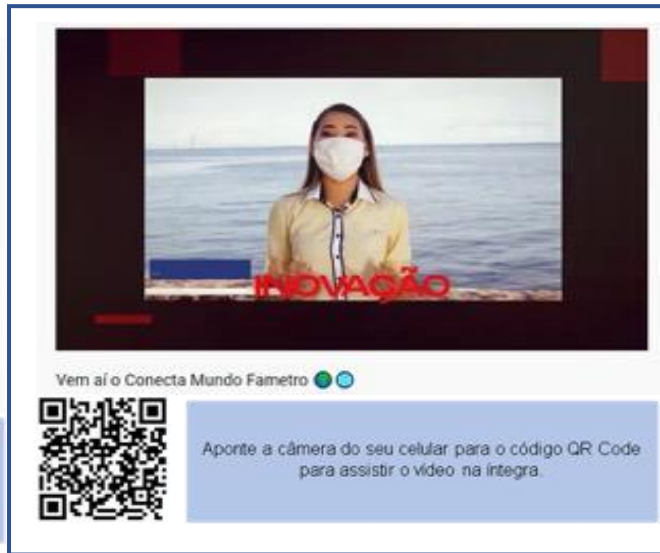 INOVAÇÃO
Vem aí o Conecta Mundo Fametro
Aponte a câmera do seu celular para o código QR Code
para assistir o vídeo na íntegra.